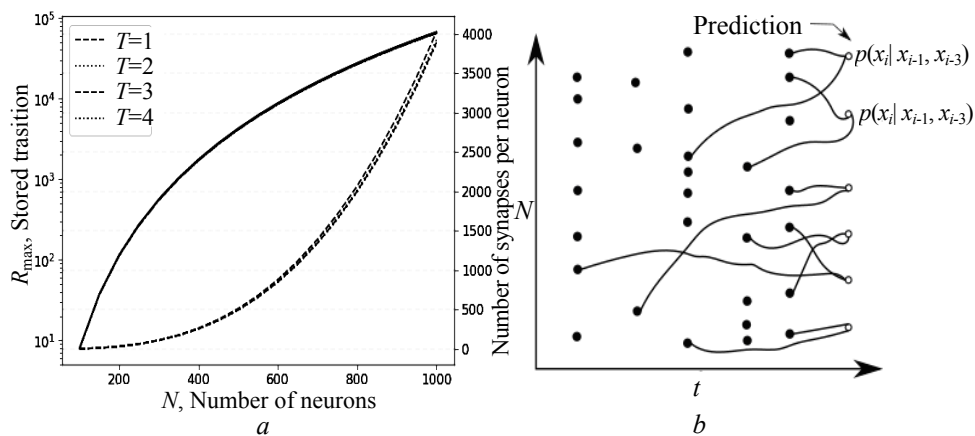 10⁵
10⁴
10³
10²
10¹
R_max, Stored trasition
T=1
T=2
T=3
T=4
4000
3500
3000
2500
2000
1500
1000
500
0
Number of synapses per neuron
200 400 600 800 1000
N, Number of neurons
a
Prediction
p(x_i| x_{i-1}, x_{i-3})
p(x_i| x_{i-1}, x_{i-3})
N
t
b